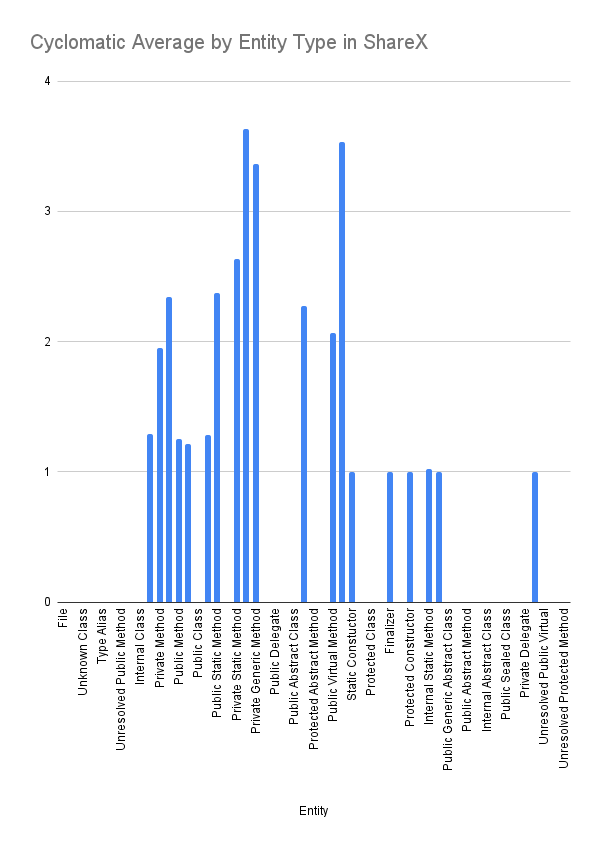 Cyclomatic Average by Entity Type in ShareX
4
3
2
1
0
File
Unknown Class
Type Alias
Unresolved Public Method
Internal Class
Private Method
Public Method
Public Class
Public Static Method
Private Static Method
Private Generic Method
Public Delegate
Public Abstract Class
Protected Abstract Method
Public Virtual Method
Static Constuctor
Protected Class
Finalizer
Protected Constructor
Internal Static Method
Public Generic Abstract Class
Public Abstract Method
Internal Abstract Class
Public Sealed Class
Private Delegate
Unresolved Public Virtual
Unresolved Protected Method
Entity